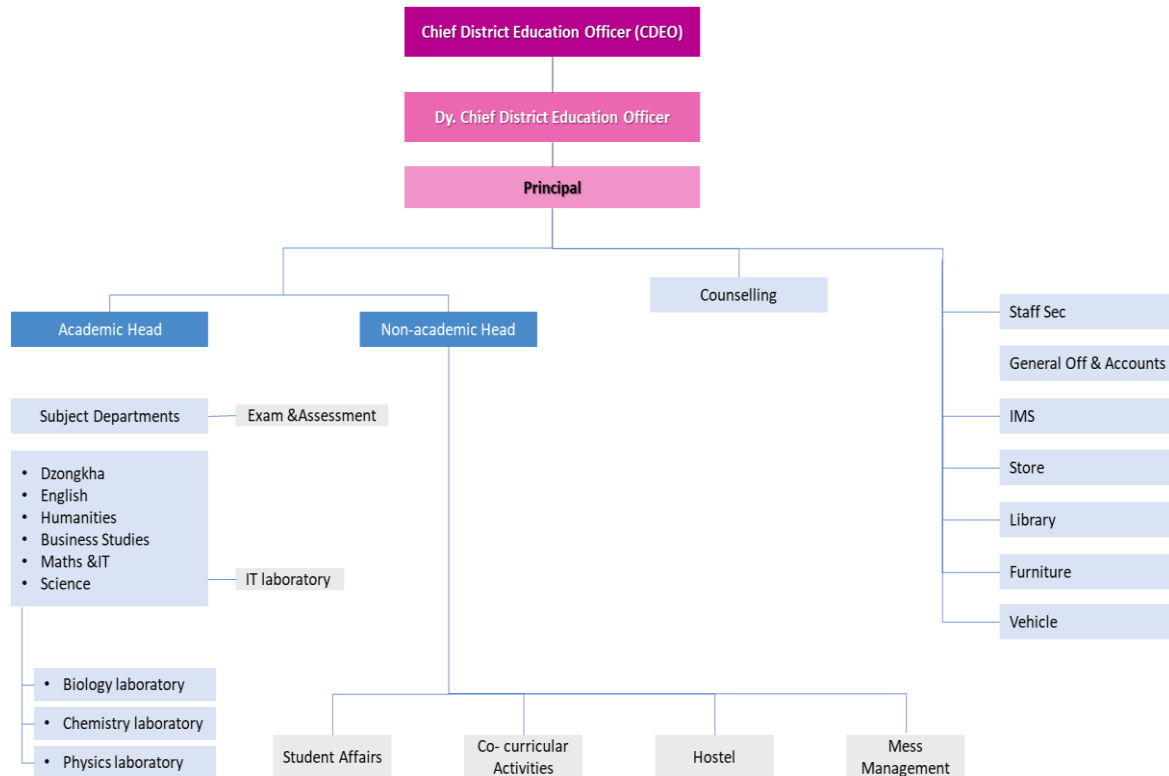 Chief District Education Officer (CDEO)
Dy. Chief District Education Officer
Principal
Counselling
Academic Head
Non-academic Head
Staff Sec
General Off & Accounts
IMS
Store
Library
Furniture
Vehicle
Subject Departments
Exam &Assessment
• Dzongkha
• English
• Humanities
• Business Studies
• Maths &IT
• Science
IT laboratory
• Biology laboratory
• Chemistry laboratory
• Physics laboratory
Student Affairs
Co- curricular
Activities
Hostel
Mess
Management